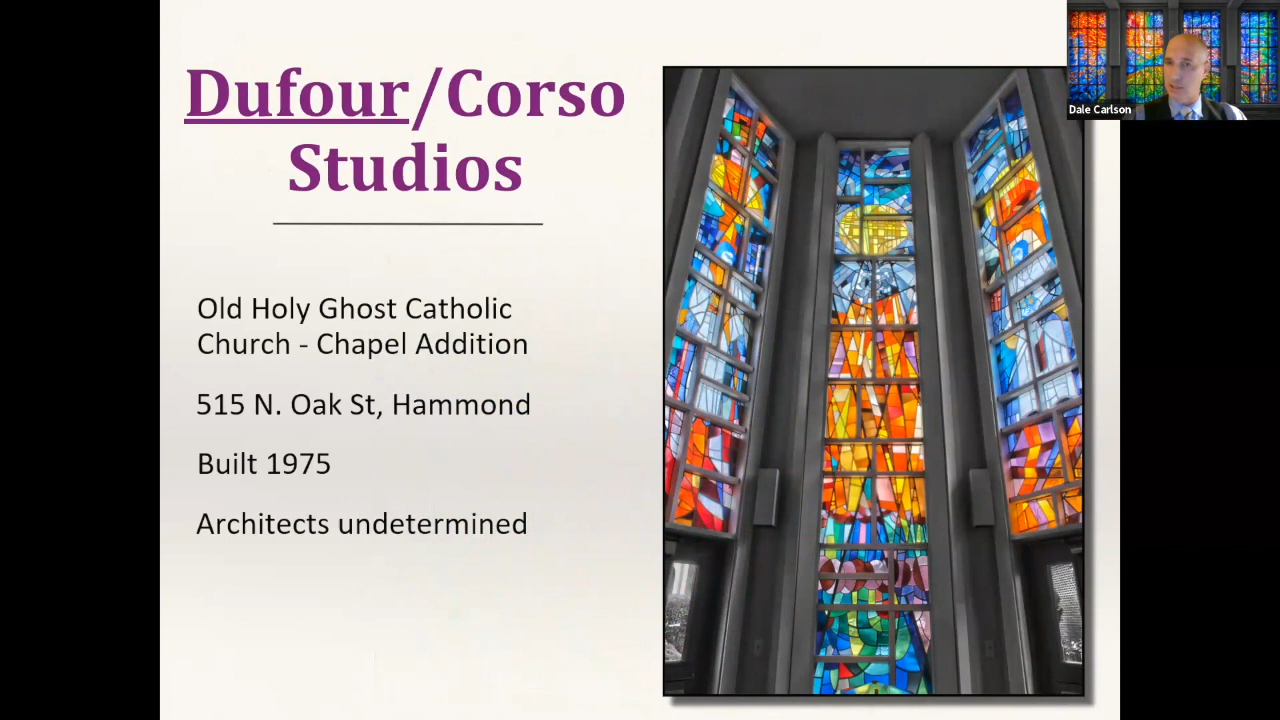 Dufour/Corso
Studios
Dale Carlson
Old Holy Ghost Catholic
Church - Chapel Addition
515 N. Oak St, Hammond
Built 1975
Architects undetermined